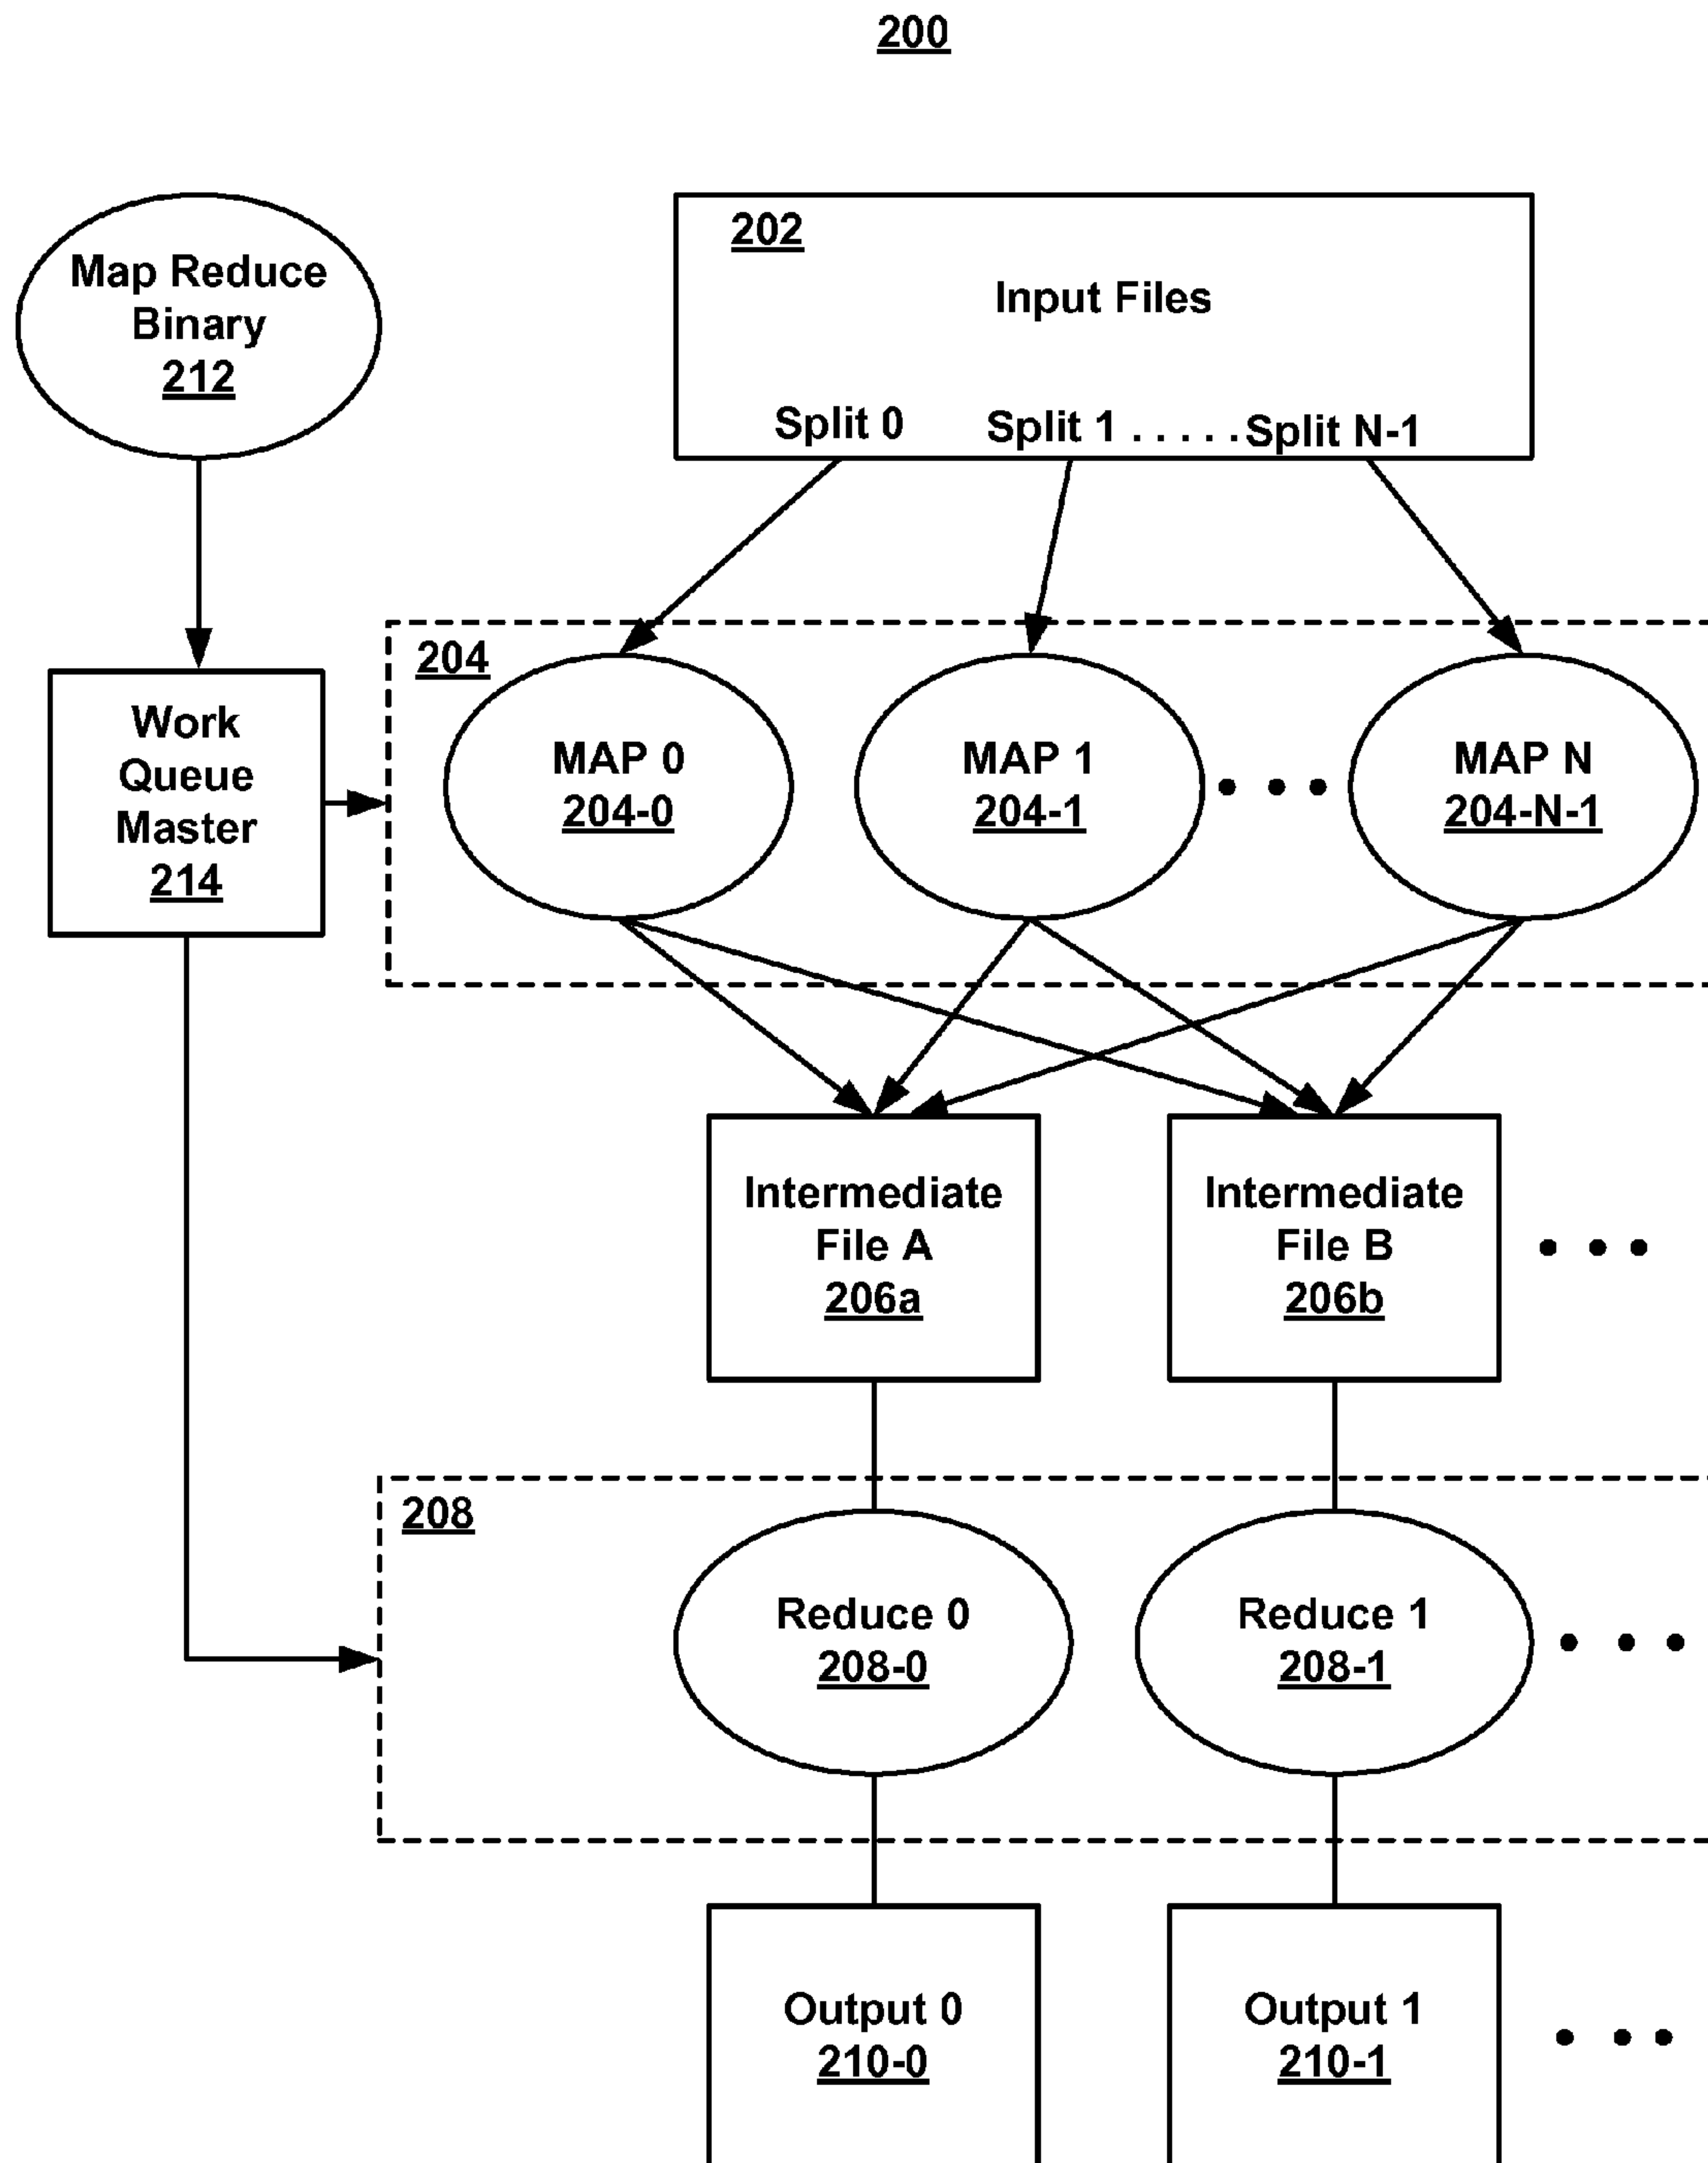 200
Map Reduce
Binary
212
202
Input Files
Split 0 Split 1 . . . . . Split N-1
Work
Queue
Master
214
204
MAP 0
204-0
MAP 1
204-1
MAP N
204-N-1
Intermediate
File A
206a
Intermediate
File B
206b
208
Reduce 0
208-0
Reduce 1
208-1
Output 0
210-0
Output 1
210-1